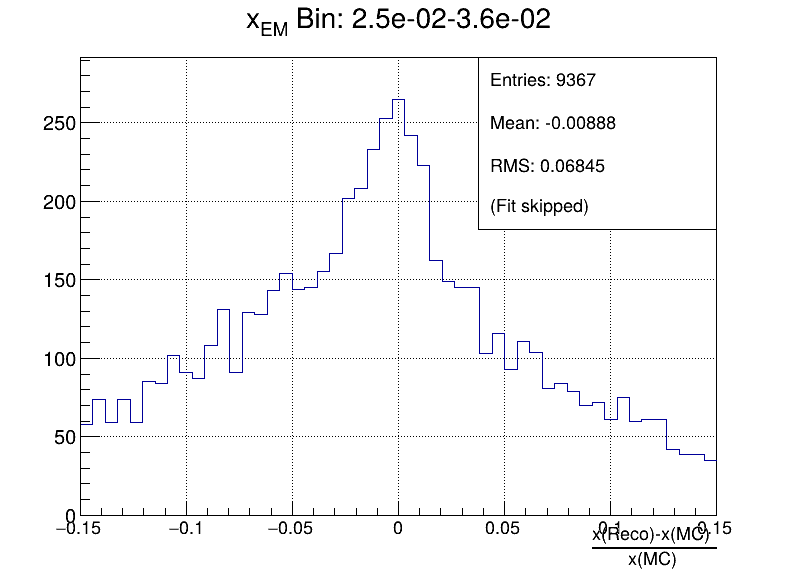 x_EM Bin: 2.5e-02-3.6e-02
Entries: 9367
Mean: -0.00888
RMS: 0.06845
(Fit skipped)
250
200
150
100
50
0
−0.15 −0.1 −0.05 0 0.05 0.1 0.15
x(Reco)-x(MC)
x(MC)